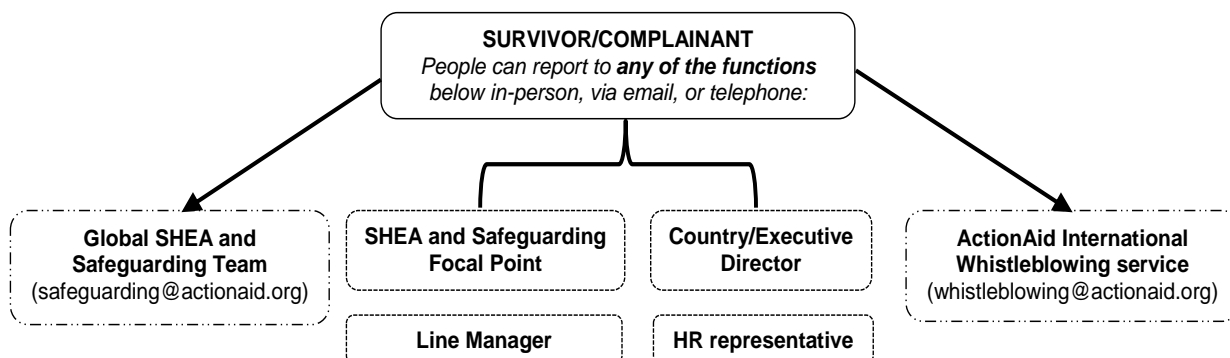 SURVIVOR/COMPLAINANT
People can report to any of the functions
below in-person, via email, or telephone:
Global SHEA and
Safeguarding Team
(safeguarding@actionaid.org)
SHEA and Safeguarding
Focal Point
Country/Executive
Director
ActionAid International
Whistleblowing service
(whistleblowing@actionaid.org)
Line Manager
HR representative